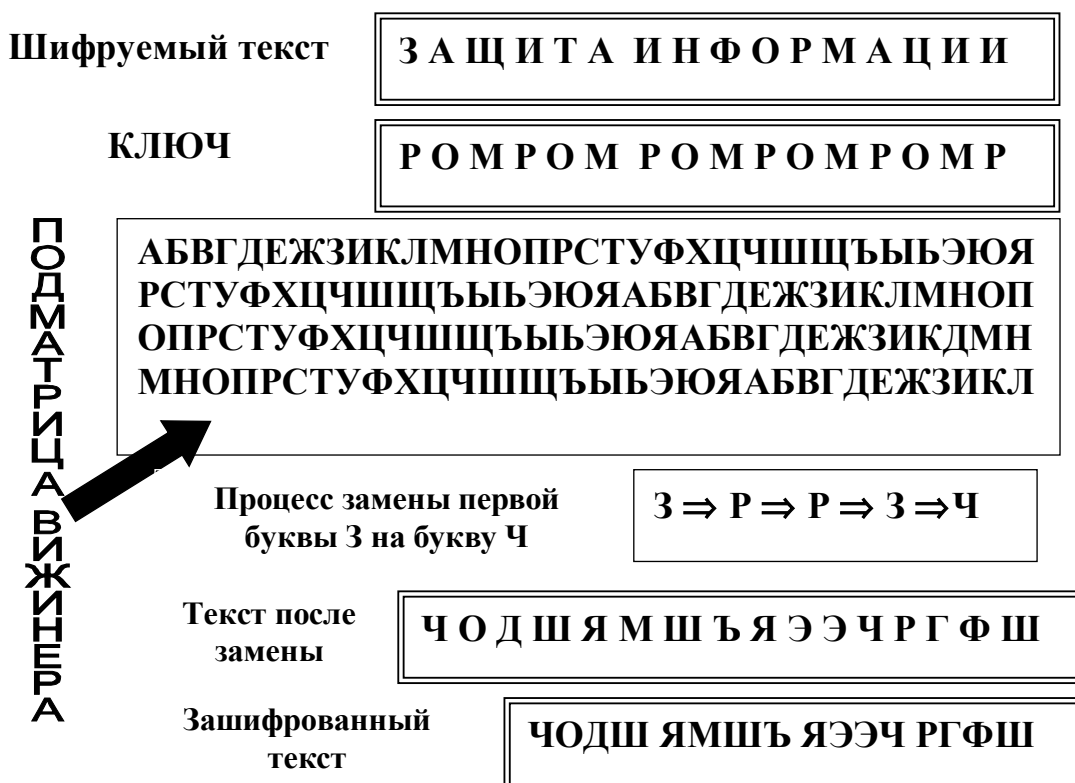 Шифруемый текст
З А Щ И Т А И Н Ф О Р М А Ц И И
КЛЮЧ
Р О М Р О М Р О М Р О М Р О М Р
ПОДМАТРИЦА ВИЖИНЕРА
АБВГДЕЖЗИКЛМНОПРСТУФХЦЧШЩЪЫЬЭЮЯ
РСТУФХЦЧШЩЪЫЬЭЮЯАБВГДЕЖЗИКЛМНОП
ОПРСТУФХЦЧШЩЪЫЬЭЮЯАБВГДЕЖЗИКДМН
МНОПРСТУФХЦЧШЩЪЫЬЭЮЯАБВГДЕЖЗИКЛ
Процесс замены первой
буквы З на букву Ч
З ⇒ Р ⇒ Р ⇒ З ⇒Ч
Текст после
замены
Ч О Д Ш Я М Ш Ъ Я Э Э Ч Р Г Ф Ш
Зашифрованный
текст
ЧОДШ ЯМШЪ ЯЭЭЧ РГФШ